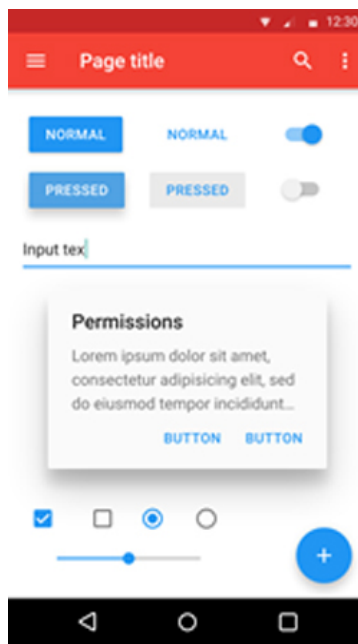 12:30
Page title
NORMAL NORMAL
PRESSED PRESSED
Input tex
Permissions
Lorem ipsum dolor sit amet,
consectetur adipisicing elit, sed
do eiusmod tempor incididunt...
BUTTON BUTTON